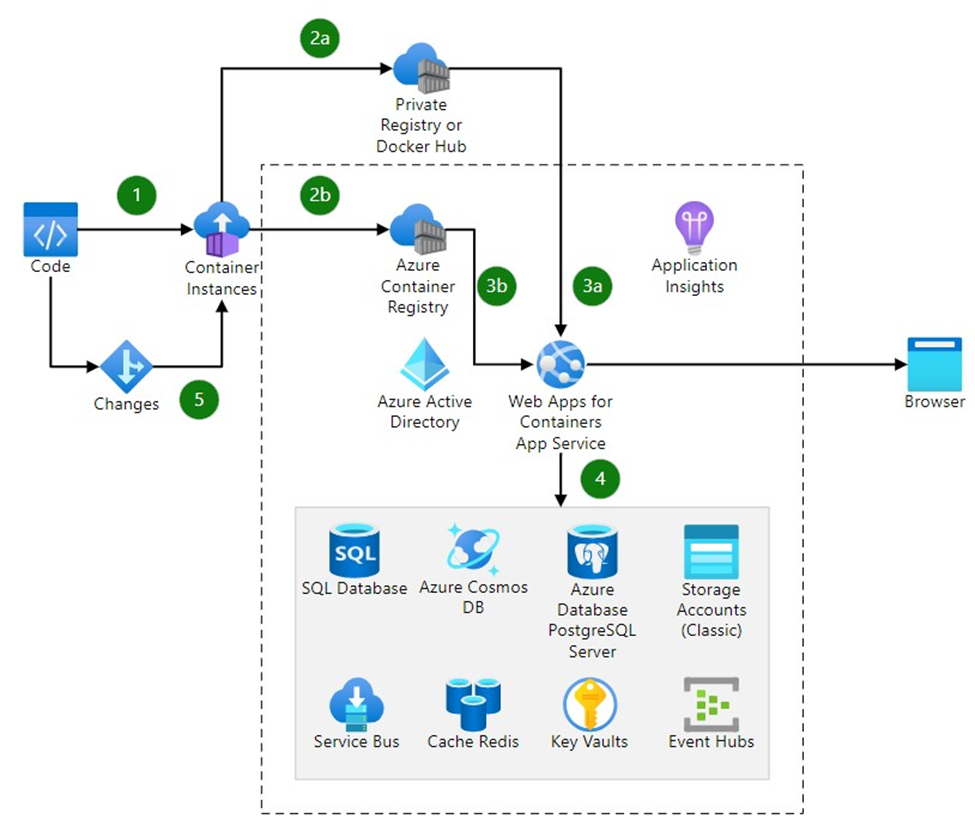 2a
Private
Registry or
Docker Hub
1
2b
Code
Container
Instances
Azure
Container
Registry
3b
3a
Application
Insights
Changes
5
Azure Active
Directory
Web Apps for
Containers
App Service
Browser
4
SQL
SQL Database
Azure Cosmos
DB
Azure
Database
PostgreSQL
Server
Storage
Accounts
(Classic)
Service Bus
Cache Redis
Key Vaults
Event Hubs